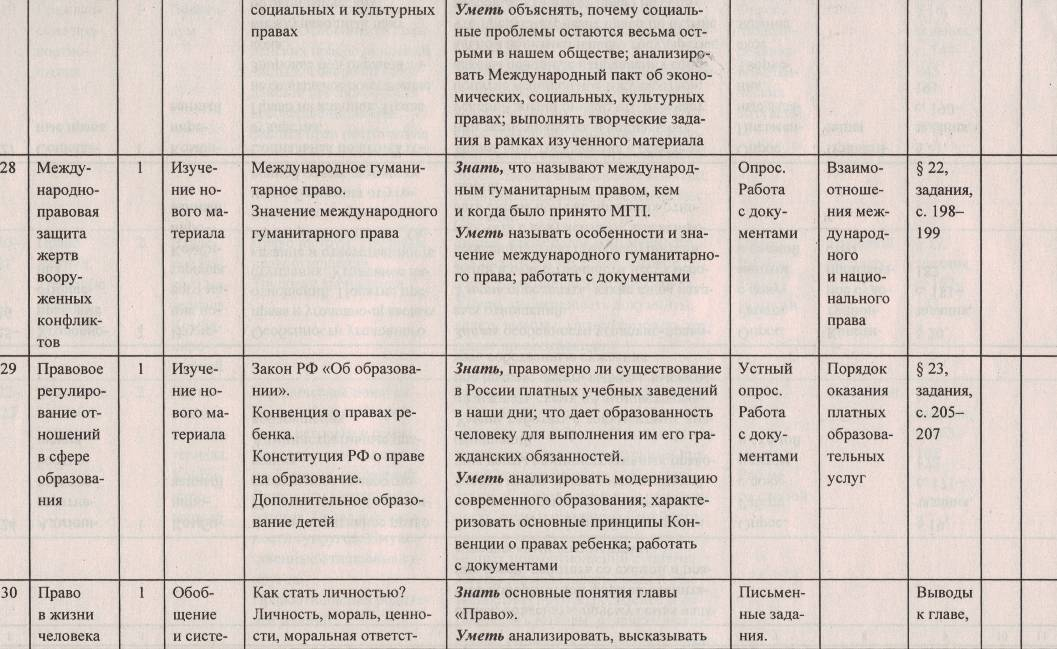 социальных и культурных
правах
Уметь объяснять, почему социаль-
ные проблемы остаются весьма ост-
рыми в нашем обществе; анализиро-
вать Международный пакт об эконо-
мических, социальных, культурных
правах; выполнять творческие зада-
ния в рамках изученного материала
28
Между-
народно-
правовая
защита
жертв
воору-
женных
конфлик-
тов
1
Изуче-
ние но-
вого ма-
териала
Международное гумани-
тарное право.
Значение международного
гуманитарного права
Знать, что называют международ-
ным гуманитарным правом, кем
и когда было принято МГП.
Уметь называть особенности и зна-
чение международного гуманитарно-
го права; работать с документами
Опрос.
Работа
с доку-
ментами
Взаимо-
отноше-
ния меж-
дународ-
ного
и нацио-
нального
права
§ 22,
задания,
с. 198–
199
29
Правовое
регулиро-
вание от-
ношений
в сфере
образова-
ния
1
Изуче-
ние но-
вого ма-
териала
Закон РФ «Об образова-
нии».
Конвенция о правах ре-
бенка.
Конституция РФ о праве
на образование.
Дополнительное образо-
вание детей
Знать, правомерно ли существование
в России платных учебных заведений
в наши дни; что дает образованность
человеку для выполнения им его гра-
жданских обязанностей.
Уметь анализировать модернизацию
современного образования; характе-
ризовать основные принципы Кон-
венции о правах ребенка; работать
с документами
Устный
опрос.
Работа
с доку-
ментами
Порядок
оказания
платных
образова-
тельных
услуг
§ 23,
задания,
с. 205–
207
30
Право
в жизни
человека
1
Обоб-
щение
и систе-
Как стать личностью?
Личность, мораль, ценно-
сти, моральная ответст-
Знать основные понятия главы
«Право».
Уметь анализировать, высказывать
Письмен-
ные зада-
ния.
Выводы
к главе,